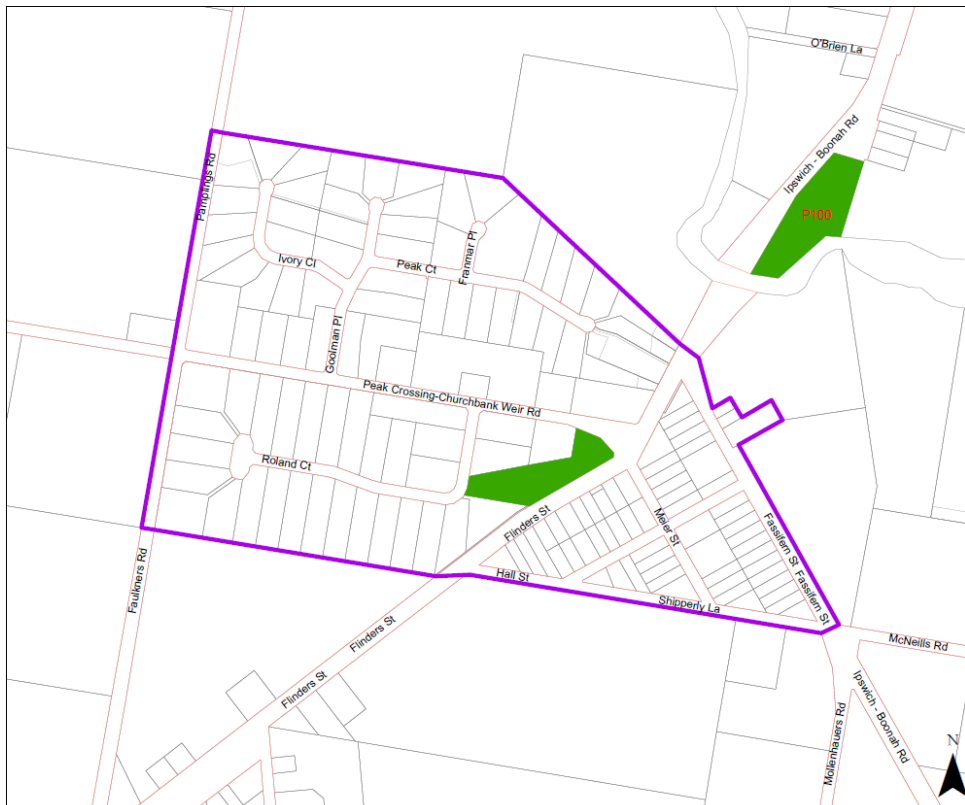 O'Brien La
Ipswich - Boonah Rd
Pamplings Rd
P100
Ivory Cl
Peak Ct
Franmar Pl
Goolman Pl
Peak Crossing-Churchbank Weir Rd
Roland Ct
Flinders St
Meier St
Fassifern St
Fassifern St
Hall St
Shipperly La
Faulkners Rd
Flinders St
Flinders St
McNeills Rd
Ipswich - Boonah Rd
Mollenhauers Rd
N